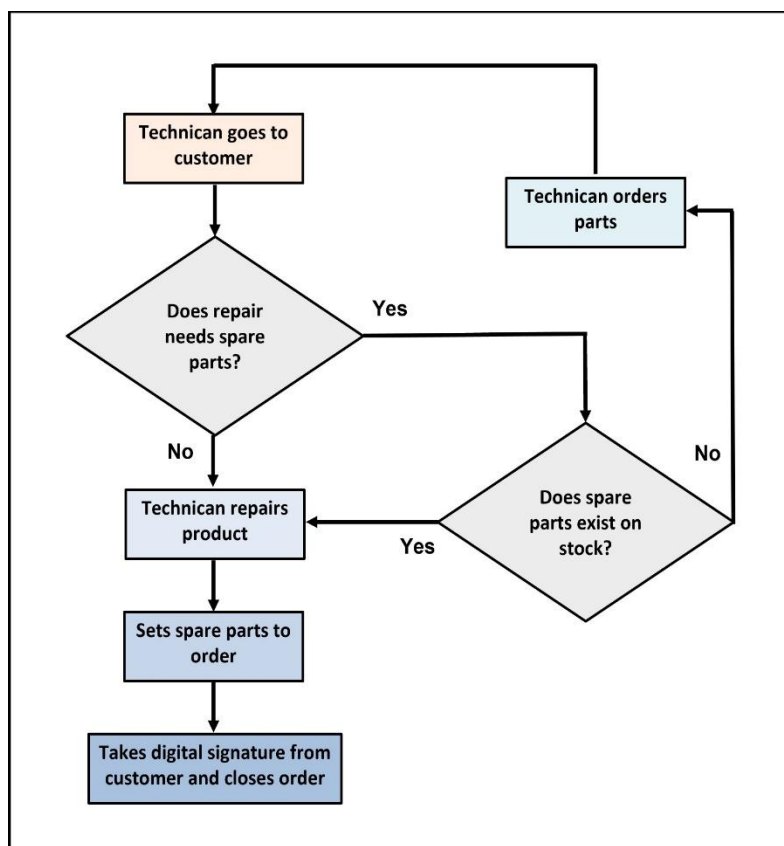 Technican goes to
customer
Technican orders
parts
Does repair
needs spare
parts?
Yes
No
Technican repairs
product
Yes
Does spare
parts exist on
stock?
No
Sets spare parts to
order
Takes digital signature from
customer and closes order